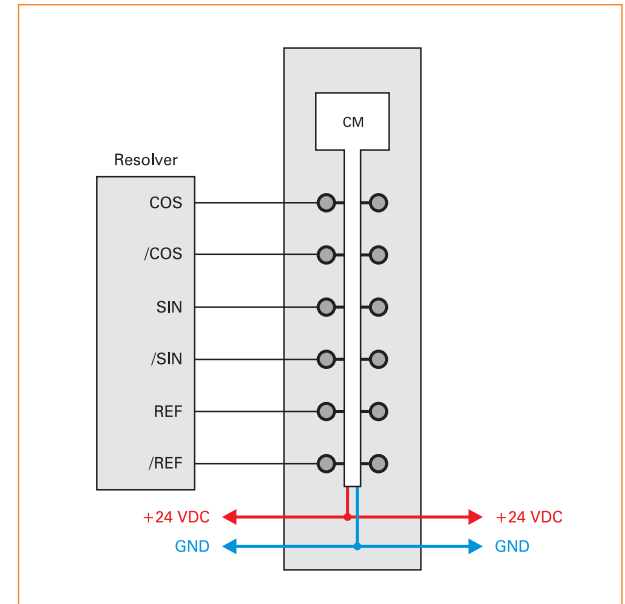 CM
Resolver
COS
/COS
SIN
/SIN
REF
/REF
+24 VDC +24 VDC
GND GND